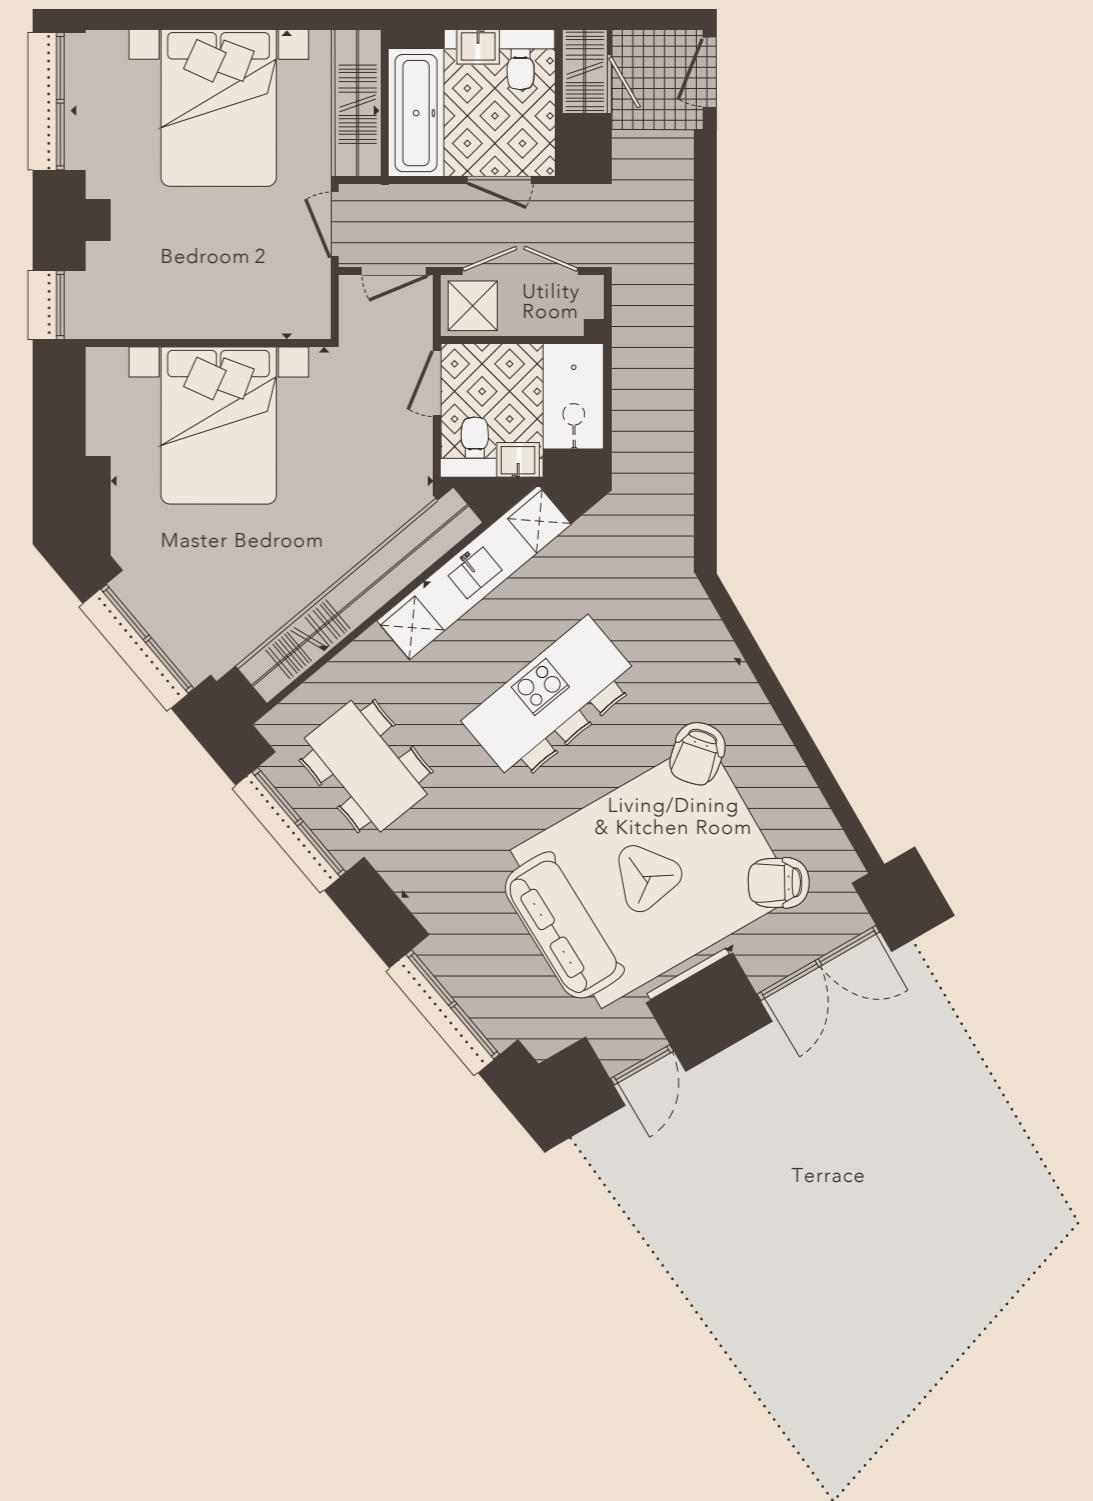 Bedroom 2
Utility
Room
Master Bedroom
Living/Dining
& Kitchen Room
Terrace